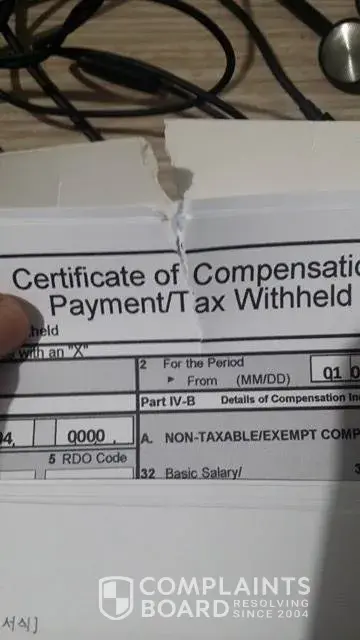 Certificate of Compensatio
Payment/Tax Withheld
held
with an "X"
2 For the Period
From (MM/DD) 01 0
Part IV-B Details of Compensation In
04, 0000, A. NON-TAXABLE/EXEMPT COMP
5 RDO Code
32 Basic Salary/ 3
서식]
COMPLAINTS
BOARD RESOLVING
SINCE 2004